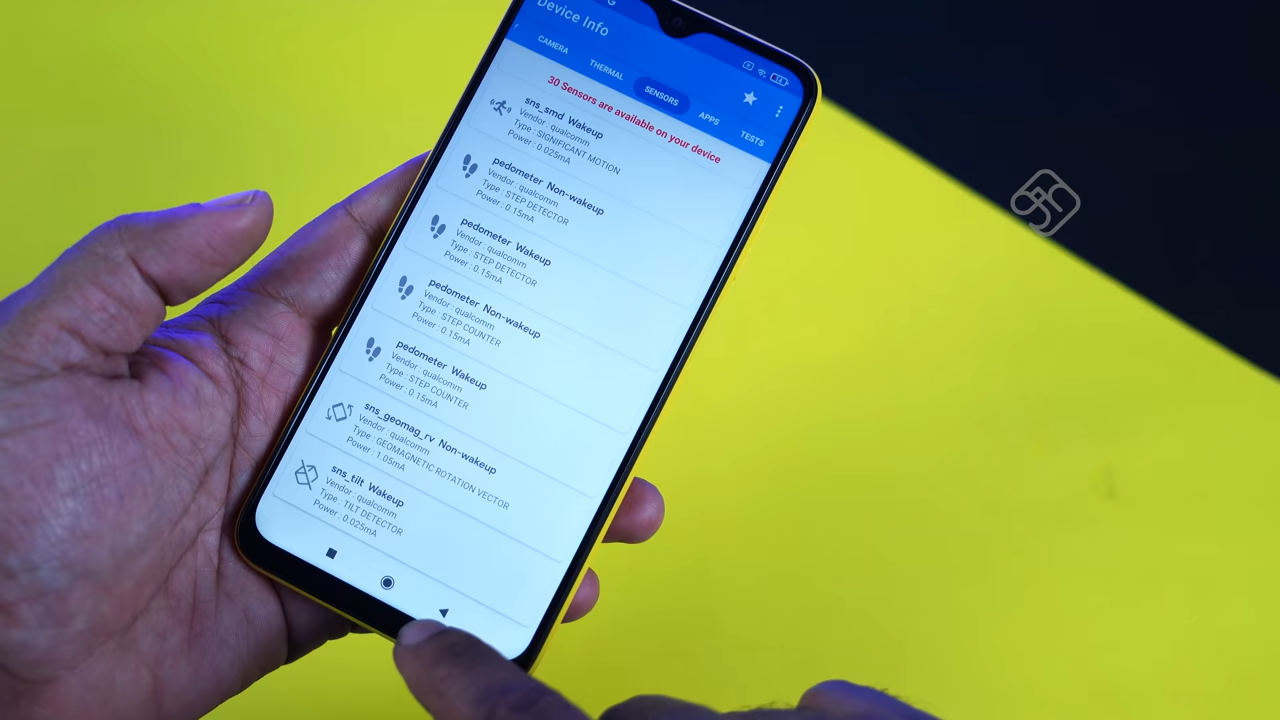 Device Info
CAMERA
THERMAL
SENSORS
APPS
TESTS
30 Sensors are available on your device
sns_smd Wakeup
Vendor : qualcomm
Type : SIGNIFICANT MOTION
Power : 0.025mA
pedometer Non-wakeup
Vendor : qualcomm
Type : STEP DETECTOR
Power : 0.15mA
pedometer Wakeup
Vendor : qualcomm
Type : STEP DETECTOR
Power : 0.15mA
pedometer Non-wakeup
Vendor : qualcomm
Type : STEP COUNTER
Power : 0.15mA
pedometer Wakeup
Vendor : qualcomm
Type : STEP COUNTER
Power : 0.15mA
sns_geomag_rv Non-wakeup
Vendor : qualcomm
Type : GEOMAGNETIC ROTATION VECTOR
Power : 1.05mA
sns_tilt Wakeup
Vendor : qualcomm
Type : TILT DETECTOR
Power : 0.025mA